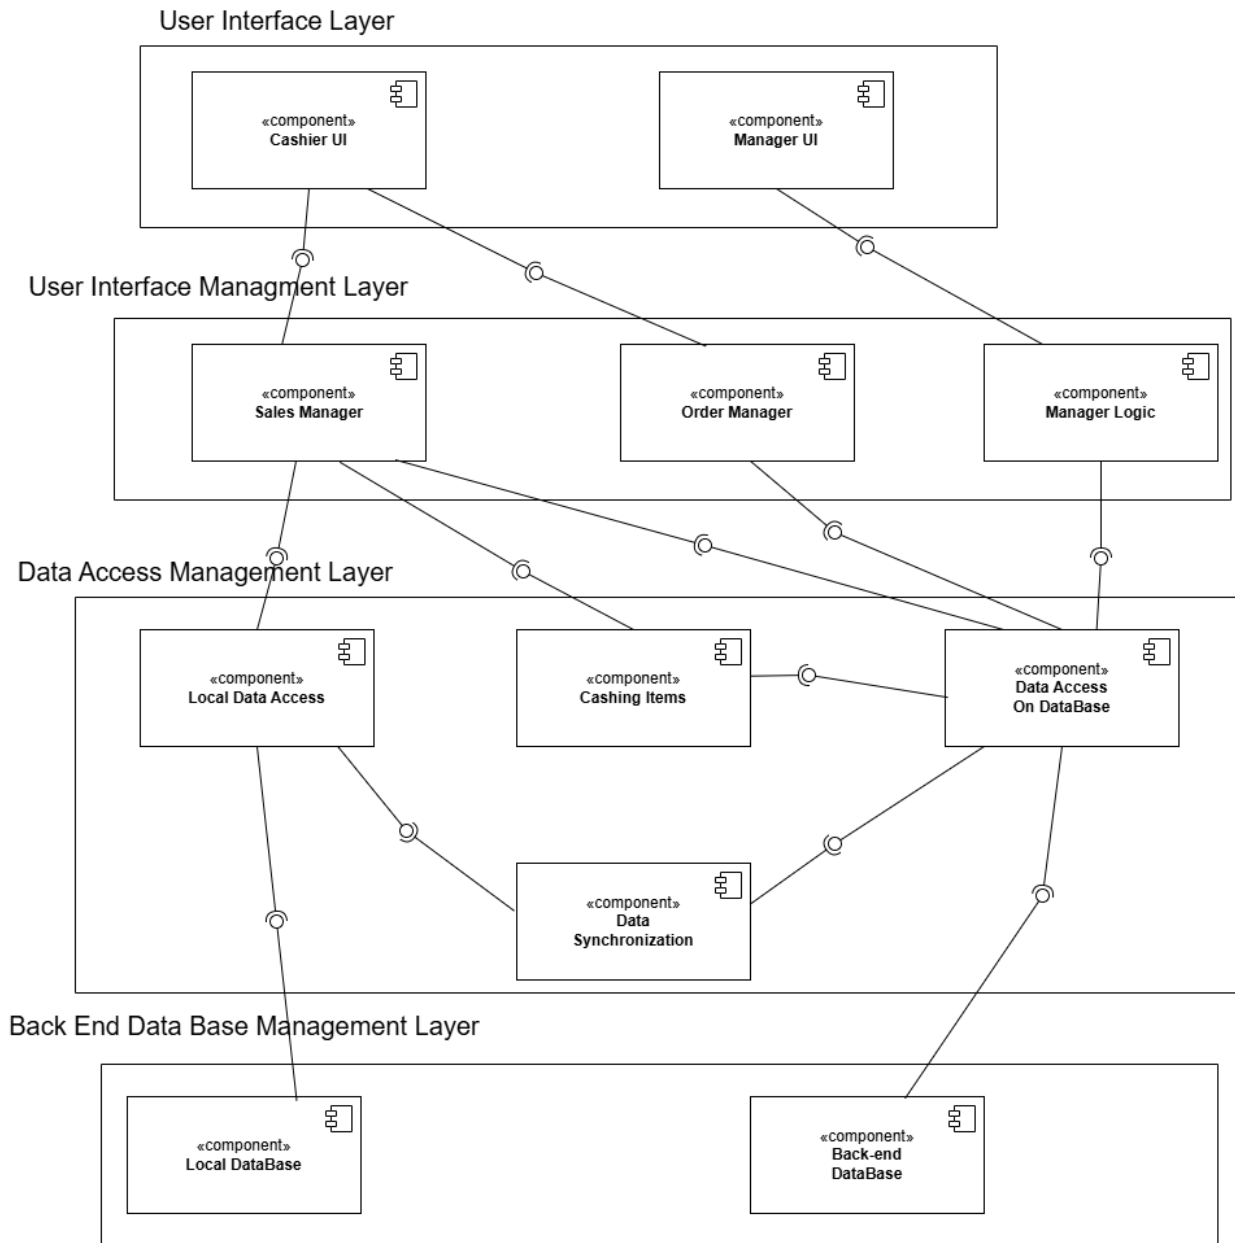 User Interface Layer
«component»
Cashier UI
«component»
Manager UI
User Interface Managment Layer
«component»
Sales Manager
«component»
Order Manager
«component»
Manager Logic
Data Access Management Layer
«component»
Local Data Access
«component»
Cashing Items
«component»
Data Access
On DataBase
«component»
Data
Synchronization
Back End Data Base Management Layer
«component»
Local DataBase
«component»
Back-end
DataBase